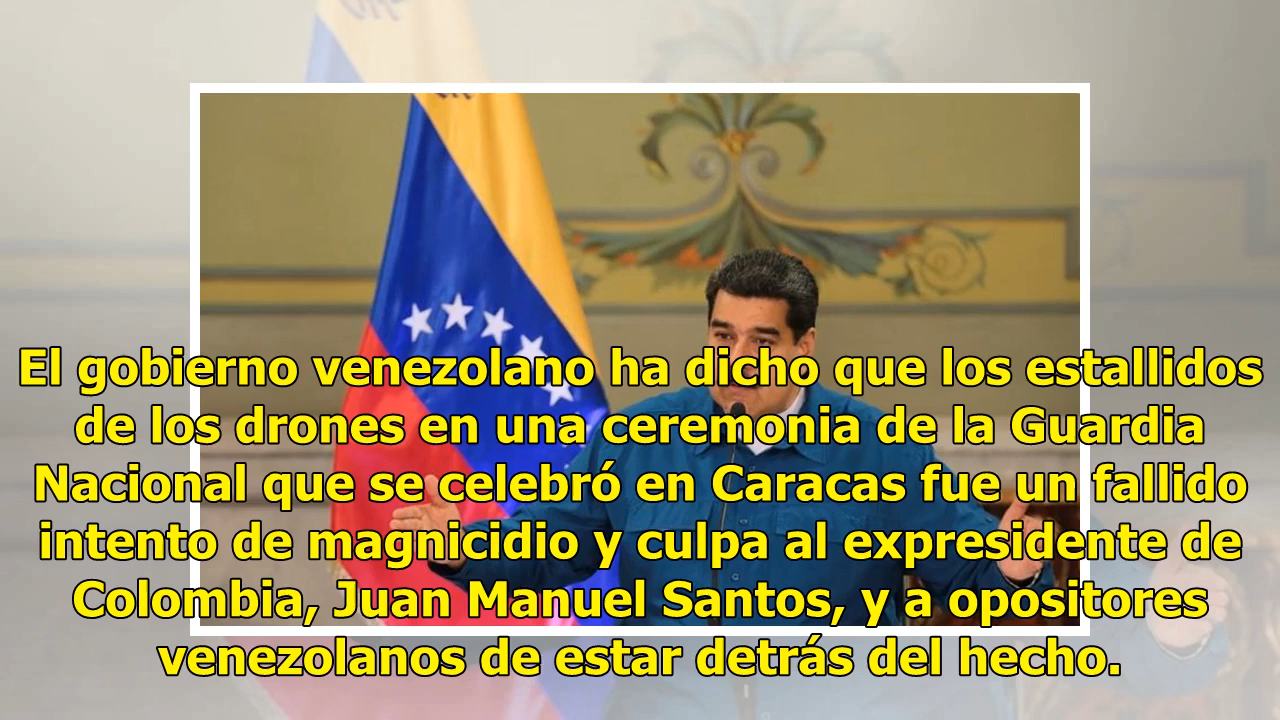 El gobierno venezolano ha dicho que los estallidos
de los drones en una ceremonia de la Guardia
Nacional que se celebró en Caracas fue un fallido
intento de magnicidio y culpa al expresidente de
Colombia, Juan Manuel Santos, y a opositores
venezolanos de estar detrás del hecho.